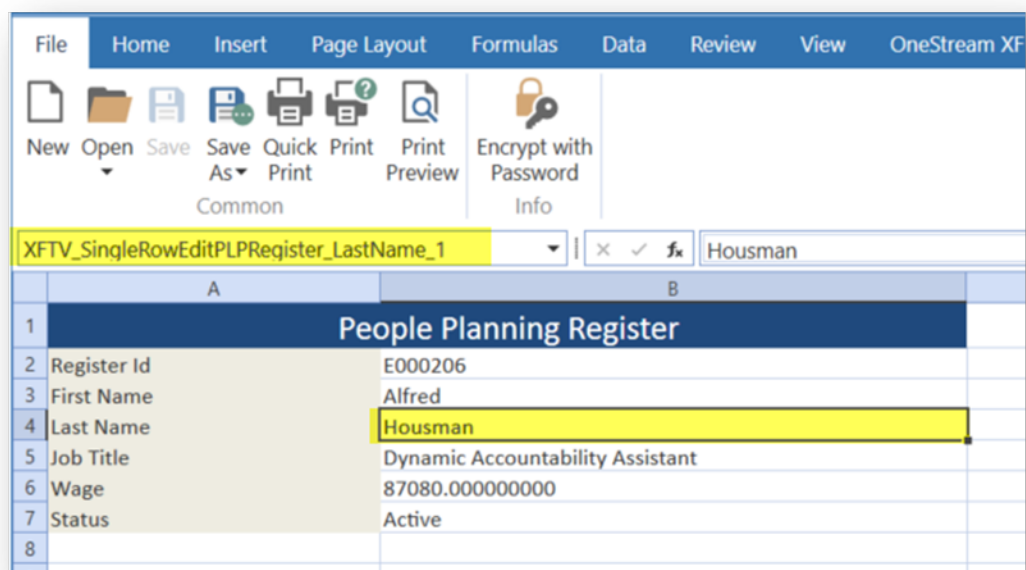 File Home Insert Page Layout Formulas Data Review View OneStream XF
New Open Save Save As Quick Print Print Print Preview Encrypt with Password
Common Info
XFTV_SingleRowEditPLPRegister_LastName_1 fx Housman
A B
1 People Planning Register
2 Register Id E000206
3 First Name Alfred
4 Last Name Housman
5 Job Title Dynamic Accountability Assistant
6 Wage 87080.000000000
7 Status Active
8